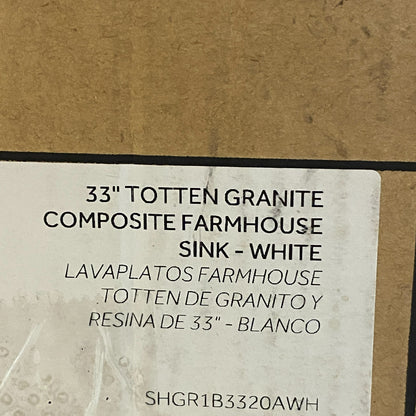 33" TOTTEN GRANITE
COMPOSITE FARMHOUSE
SINK - WHITE
LAVAPLATOS FARMHOUSE
TOTTEN DE GRANITO Y
RESINA DE 33" - BLANCO
SHGR1B3320AWH